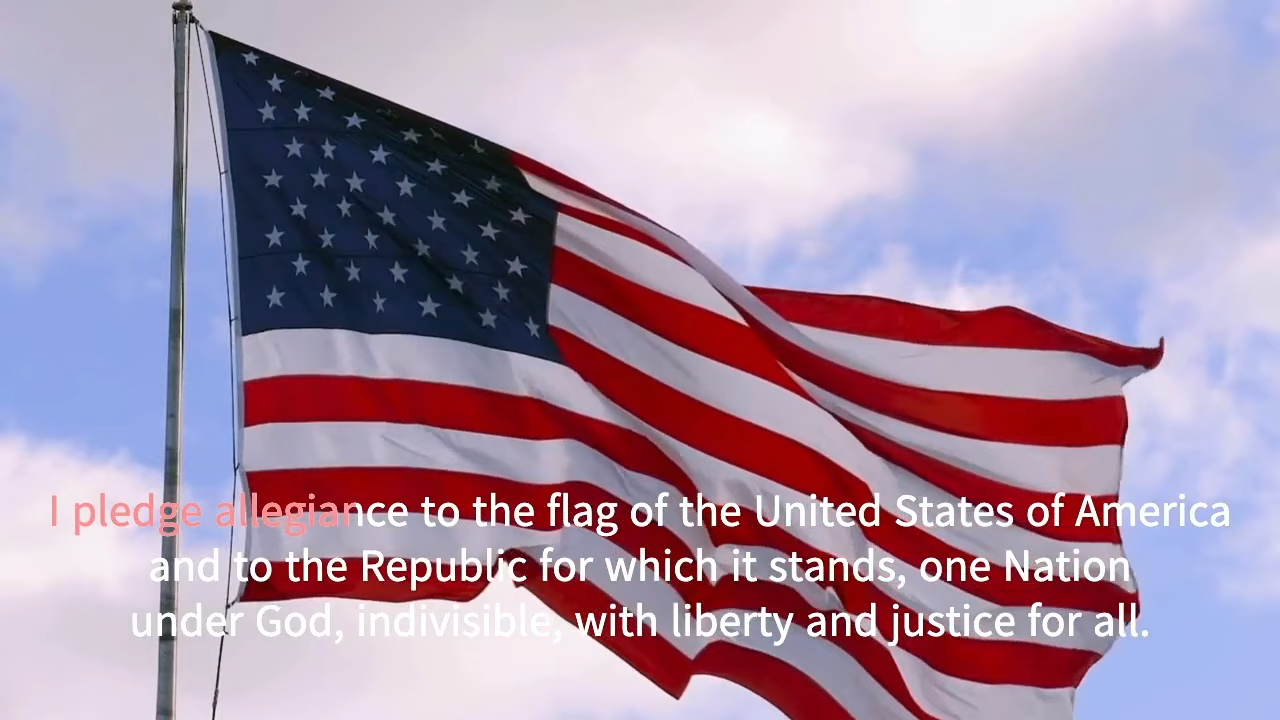 I pledge allegiance to the flag of the United States of America
and to the Republic for which it stands, one Nation
under God, indivisible, with liberty and justice for all.